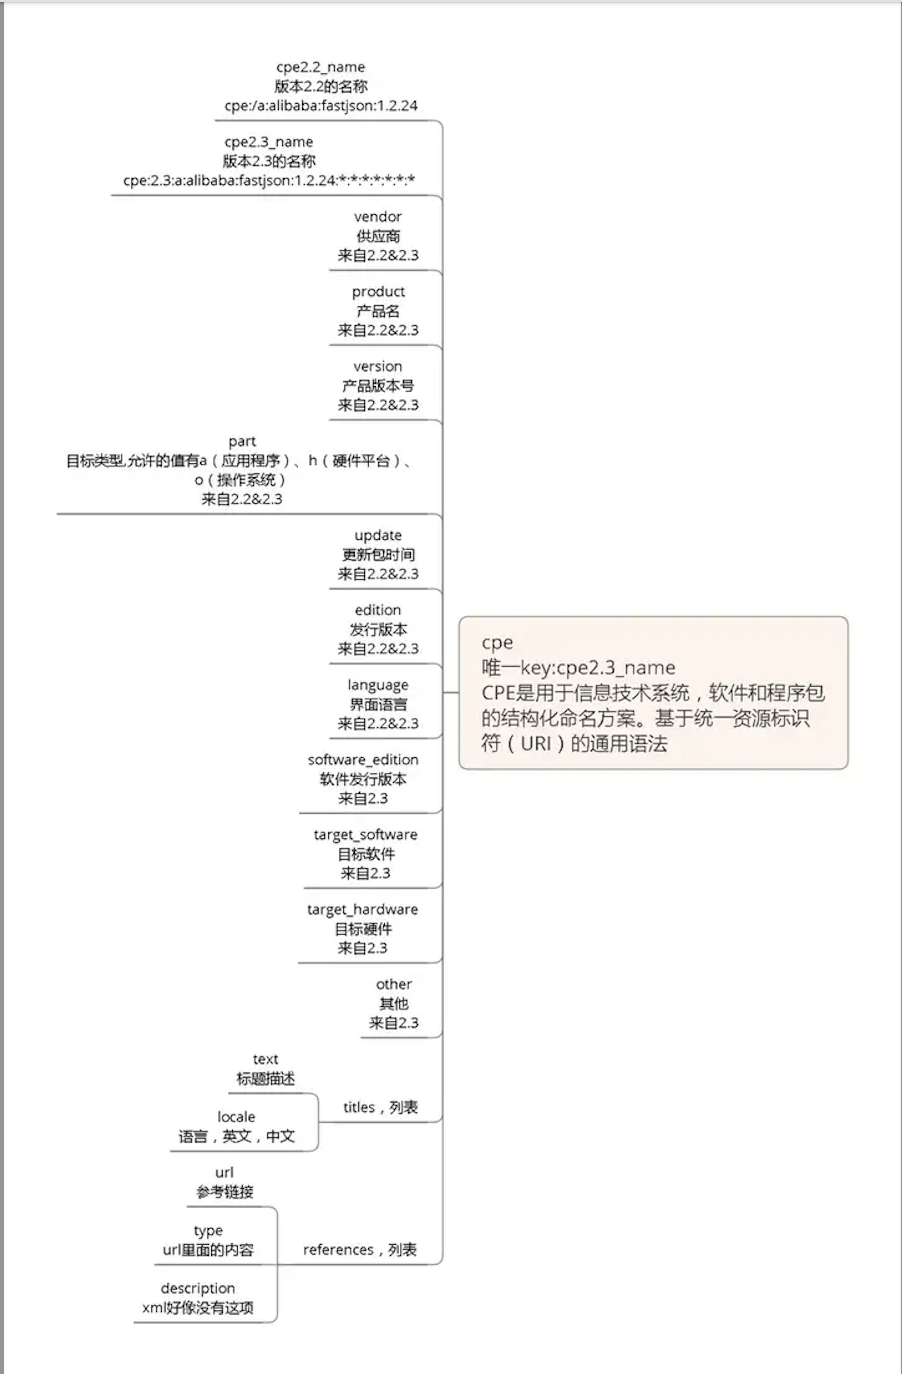 cpe2.2_name
版本2.2的名称
cpe:/a:alibaba:fastjson:1.2.24
cpe2.3_name
版本2.3的名称
cpe:2.3:a:alibaba:fastjson:1.2.24:*:*:*:*:*:*:*
vendor
供应商
来自2.2&2.3
product
产品名
来自2.2&2.3
version
产品版本号
来自2.2&2.3
part
目标类型,允许的值有a（应用程序）、h（硬件平台）、
o（操作系统）
来自2.2&2.3
update
更新包时间
来自2.2&2.3
edition
发行版本
来自2.2&2.3
language
界面语言
来自2.2&2.3
software_edition
软件发行版本
来自2.3
target_software
目标软件
来自2.3
target_hardware
目标硬件
来自2.3
other
其他
来自2.3
text
标题描述
locale
语言，英文，中文
titles，列表
url
参考链接
type
url里面的内容
description
xml好像没有这项
references，列表
cpe
唯一key:cpe2.3_name
CPE是用于信息技术系统，软件和程序包
的结构化命名方案。基于统一资源标识
符（URI）的通用语法